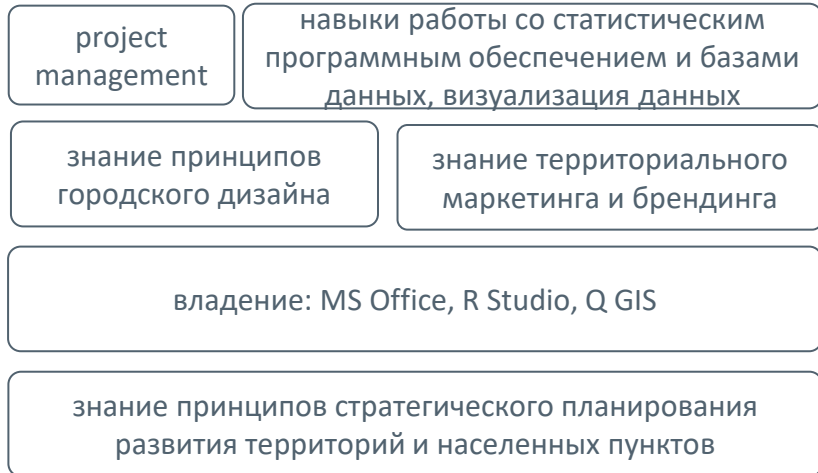 project
management
навыки работы со статистическим
программным обеспечением и базами
данных, визуализация данных
знание принципов
городского дизайна
знание территориального
маркетинга и брендинга
владение: MS Office, R Studio, Q GIS
знание принципов стратегического планирования
развития территорий и населенных пунктов